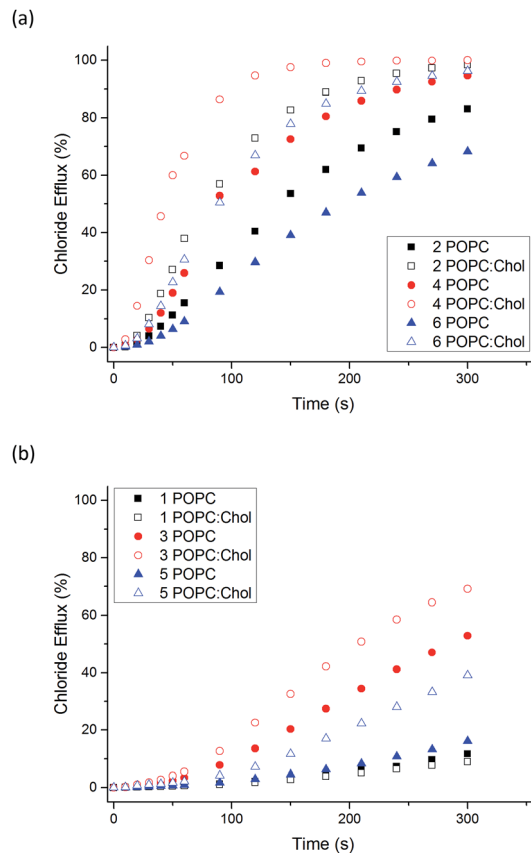 (a)
100
80
60
40
20
0
Chloride Efflux (%)
2 POPC
2 POPC:Chol
4 POPC
4 POPC:Chol
6 POPC
6 POPC:Chol
0 100 200 300
Time (s)
(b)
100
80
60
40
20
0
Chloride Efflux (%)
1 POPC
1 POPC:Chol
3 POPC
3 POPC:Chol
5 POPC
5 POPC:Chol
0 100 200 300
Time (s)